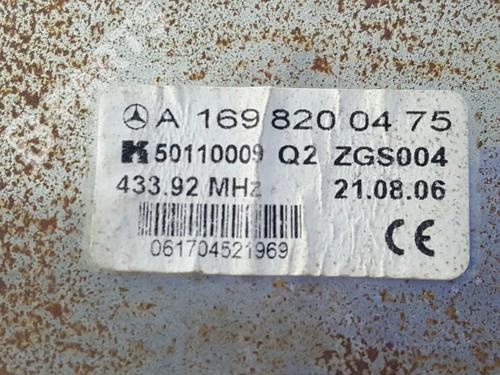 A 169 820 04 75
K 50110009 Q2 ZGS004
433.92 MHz 21.08.06
061704521969
CE